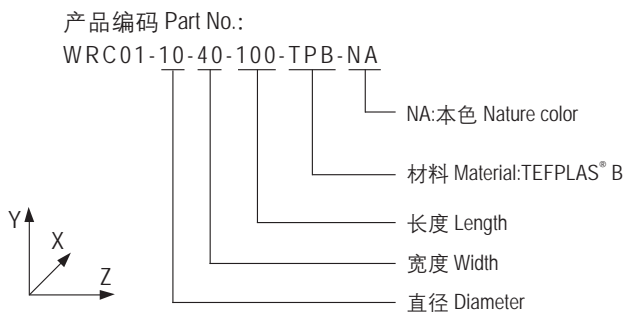 产品编码 Part No.:
WRC01-10-40-100-TPB-NA
NA:本色 Nature color
材料 Material:TEFPLAS® B
长度 Length
宽度 Width
直径 Diameter
Y
X
Z